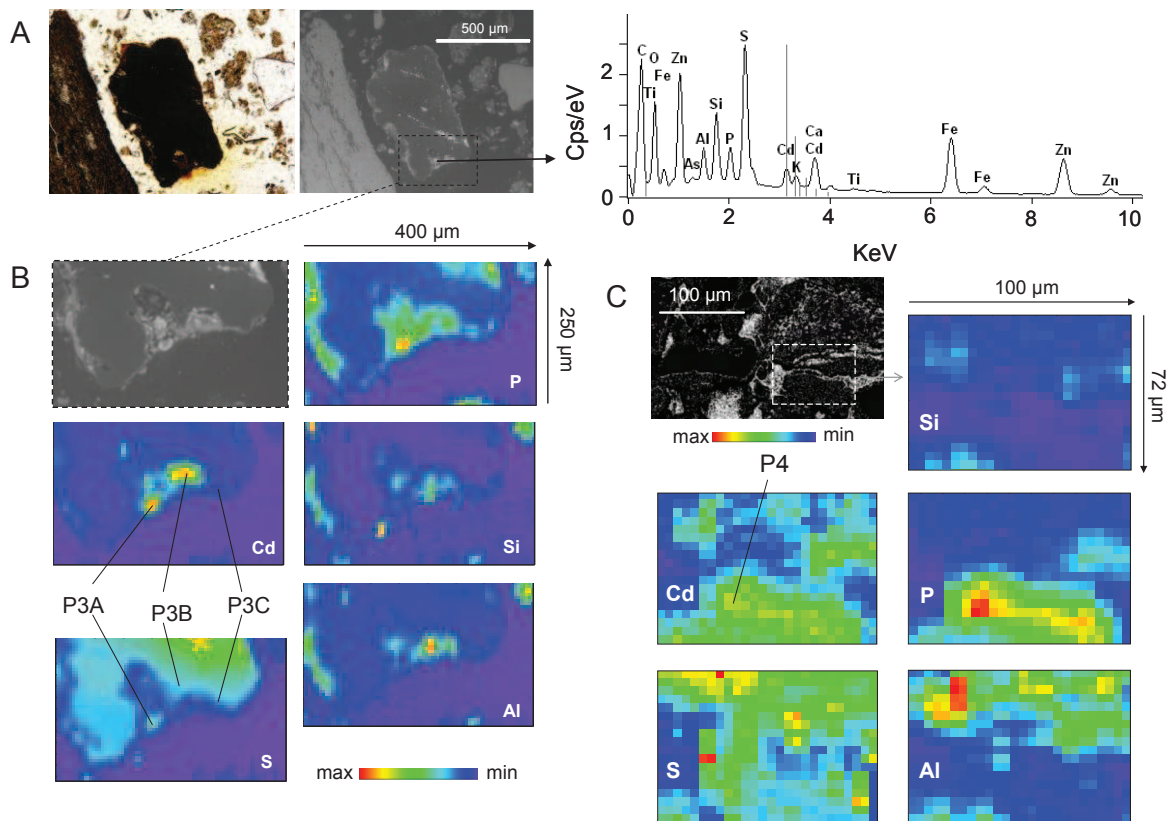 A
500 µm
Cps/eV
2
1
0
C
O
Ti
Fe
Zn
As
Al
Si
P
S
Cd
K
Ca
Cd
Ti
Fe
Fe
Zn
Zn
0 2 4 6 8 10
KeV
B
400 µm
250 µm
P
Cd
Si
P3A P3B P3C
S
Al
max min
C
100 µm
100 µm
72 µm
Si
max min
P4
Cd
P
S
Al